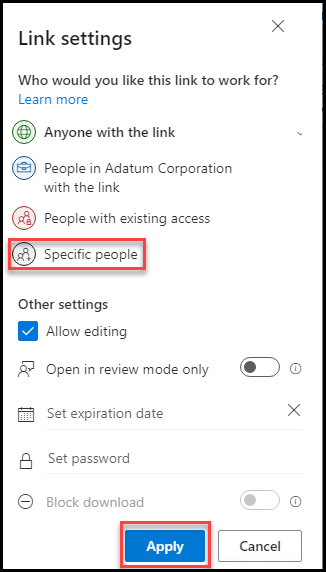 Link settings
Who would you like this link to work for?
Learn more
Anyone with the link
People in Adatum Corporation
with the link
People with existing access
Specific people
Other settings
Allow editing
Open in review mode only
Set expiration date
Set password
Block download
Apply Cancel